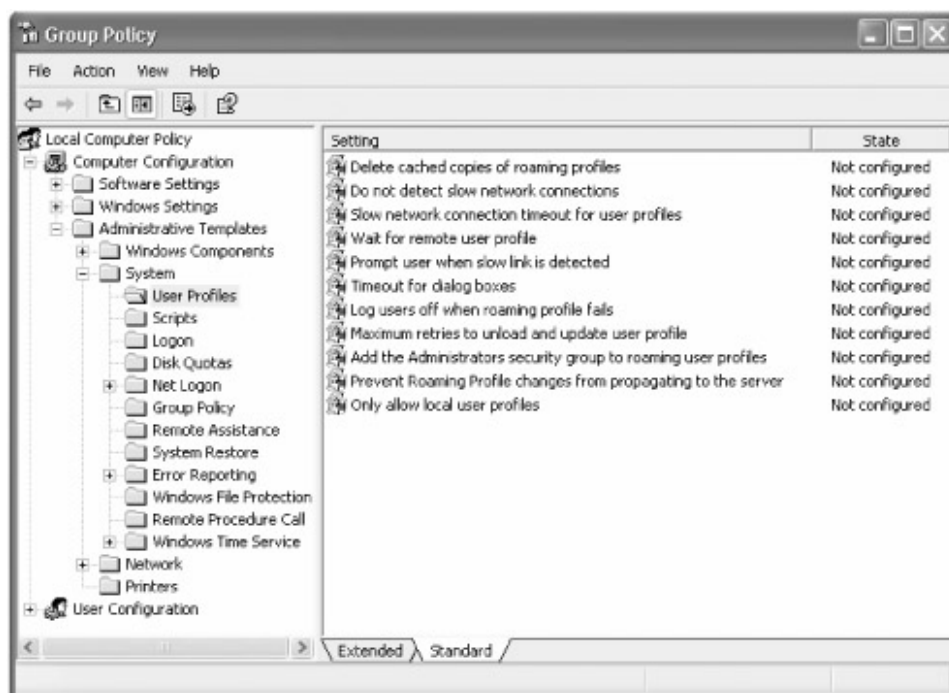 Group Policy
File Action View Help
Local Computer Policy
Computer Configuration
Software Settings
Windows Settings
Administrative Templates
Windows Components
System
User Profiles
Scripts
Logon
Disk Quotas
Net Logon
Group Policy
Remote Assistance
System Restore
Error Reporting
Windows File Protection
Remote Procedure Call
Windows Time Service
Network
Printers
User Configuration
Setting State
Delete cached copies of roaming profiles Not configured
Do not detect slow network connections Not configured
Slow network connection timeout for user profiles Not configured
Wait for remote user profile Not configured
Prompt user when slow link is detected Not configured
Timeout for dialog boxes Not configured
Log users off when roaming profile fails Not configured
Maximum retries to unload and update user profile Not configured
Add the Administrators security group to roaming user profiles Not configured
Prevent Roaming Profile changes from propagating to the server Not configured
Only allow local user profiles Not configured
Extended Standard